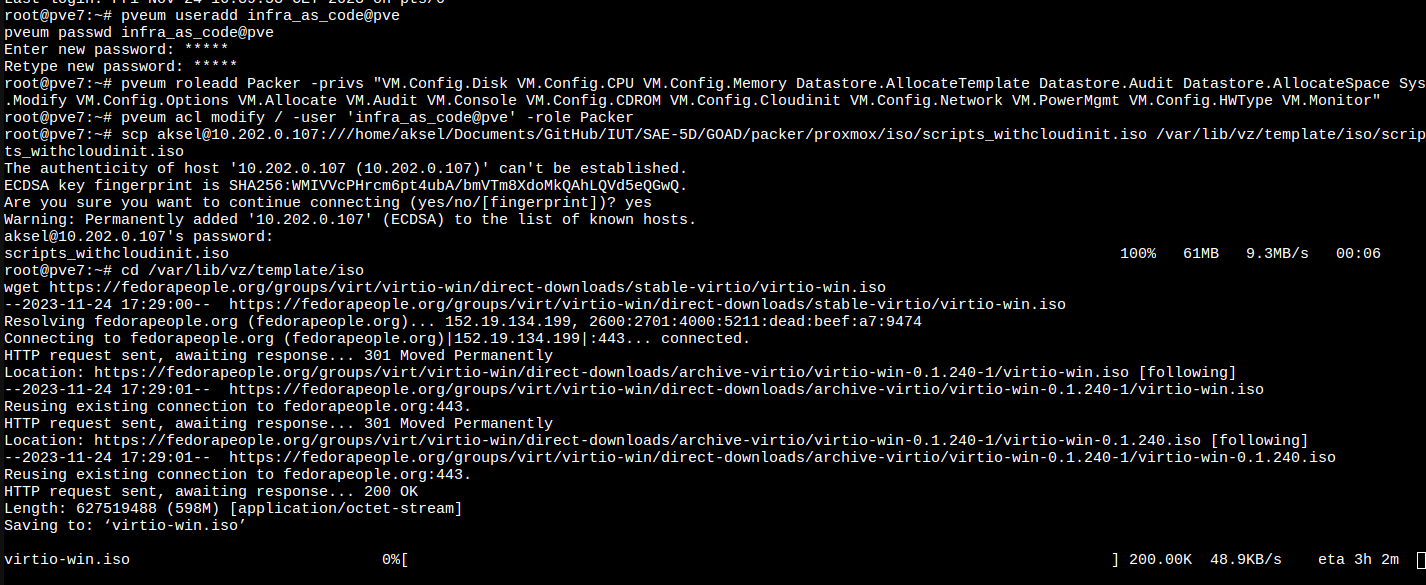 Last login: Fri Nov 24 16:39:53 CET 2023 on pts/0
root@pve7:~# pveum useradd infra_as_code@pve
pveum passwd infra_as_code@pve
Enter new password: *****
Retype new password: *****
root@pve7:~# pveum roleadd Packer -privs "VM.Config.Disk VM.Config.CPU VM.Config.Memory Datastore.AllocateTemplate Datastore.Audit Datastore.AllocateSpace Sys
.Modify VM.Config.Options VM.Allocate VM.Audit VM.Console VM.Config.CDROM VM.Config.Cloudinit VM.Config.Network VM.PowerMgmt VM.Config.HWType VM.Monitor"
root@pve7:~# pveum acl modify / -user 'infra_as_code@pve' -role Packer
root@pve7:~# scp aksel@10.202.0.107:///home/aksel/Documents/GitHub/IUT/SAE-5D/GOAD/packer/proxmox/iso/scripts_withcloudinit.iso /var/lib/vz/template/iso/scrip
ts_withcloudinit.iso
The authenticity of host '10.202.0.107 (10.202.0.107)' can't be established.
ECDSA key fingerprint is SHA256:WMIVVcPHrcm6pt4ubA/bmVTm8XdoMkQAhLQVd5eQGwQ.
Are you sure you want to continue connecting (yes/no/[fingerprint])? yes
Warning: Permanently added '10.202.0.107' (ECDSA) to the list of known hosts.
aksel@10.202.0.107's password:
scripts_withcloudinit.iso 100% 61MB 9.3MB/s 00:06
root@pve7:~# cd /var/lib/vz/template/iso
wget https://fedorapeople.org/groups/virt/virtio-win/direct-downloads/stable-virtio/virtio-win.iso
--2023-11-24 17:29:00-- https://fedorapeople.org/groups/virt/virtio-win/direct-downloads/stable-virtio/virtio-win.iso
Resolving fedorapeople.org (fedorapeople.org)... 152.19.134.199, 2600:2701:4000:5211:dead:beef:a7:9474
Connecting to fedorapeople.org (fedorapeople.org)|152.19.134.199|:443... connected.
HTTP request sent, awaiting response... 301 Moved Permanently
Location: https://fedorapeople.org/groups/virt/virtio-win/direct-downloads/archive-virtio/virtio-win-0.1.240-1/virtio-win.iso [following]
--2023-11-24 17:29:01-- https://fedorapeople.org/groups/virt/virtio-win/direct-downloads/archive-virtio/virtio-win-0.1.240-1/virtio-win.iso
Reusing existing connection to fedorapeople.org:443.
HTTP request sent, awaiting response... 301 Moved Permanently
Location: https://fedorapeople.org/groups/virt/virtio-win/direct-downloads/archive-virtio/virtio-win-0.1.240-1/virtio-win-0.1.240.iso [following]
--2023-11-24 17:29:01-- https://fedorapeople.org/groups/virt/virtio-win/direct-downloads/archive-virtio/virtio-win-0.1.240-1/virtio-win-0.1.240.iso
Reusing existing connection to fedorapeople.org:443.
HTTP request sent, awaiting response... 200 OK
Length: 627519488 (598M) [application/octet-stream]
Saving to: ‘virtio-win.iso’
virtio-win.iso 0%[ ] 200.00K 48.9KB/s eta 3h 2m